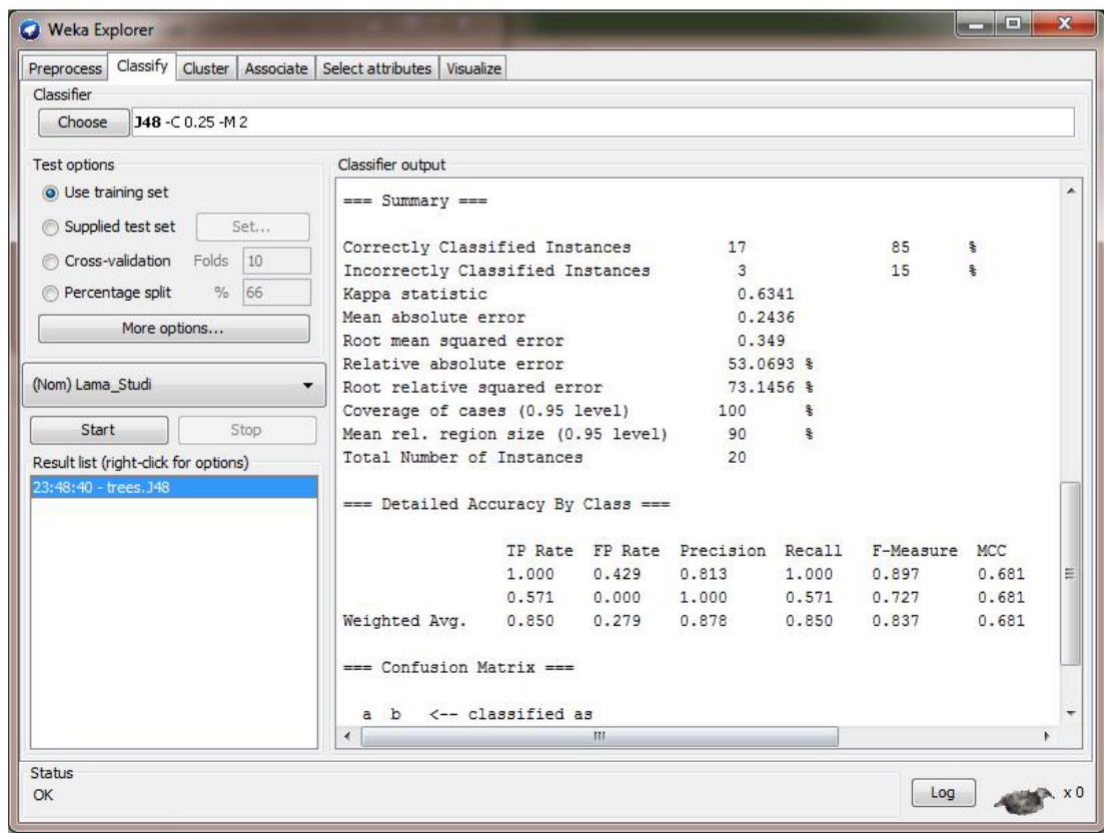 Weka Explorer
Preprocess Classify Cluster Associate Select attributes Visualize
Classifier
Choose J48 -C 0.25 -M 2
Test options
Use training set
Supplied test set Set...
Cross-validation Folds 10
Percentage split % 66
More options...
(Nom) Lama_Studi
Start Stop
Result list (right-click for options)
23:48:40 - trees.J48
Classifier output
=== Summary ===
Correctly Classified Instances 17 85 %
Incorrectly Classified Instances 3 15 %
Kappa statistic 0.6341
Mean absolute error 0.2436
Root mean squared error 0.349
Relative absolute error 53.0693 %
Root relative squared error 73.1456 %
Coverage of cases (0.95 level) 100 %
Mean rel. region size (0.95 level) 90 %
Total Number of Instances 20
=== Detailed Accuracy By Class ===
TP Rate FP Rate Precision Recall F-Measure MCC
1.000 0.429 0.813 1.000 0.897 0.681
0.571 0.000 1.000 0.571 0.727 0.681
Weighted Avg. 0.850 0.279 0.878 0.850 0.837 0.681
=== Confusion Matrix ===
a b <-- classified as
Status
OK
Log x 0